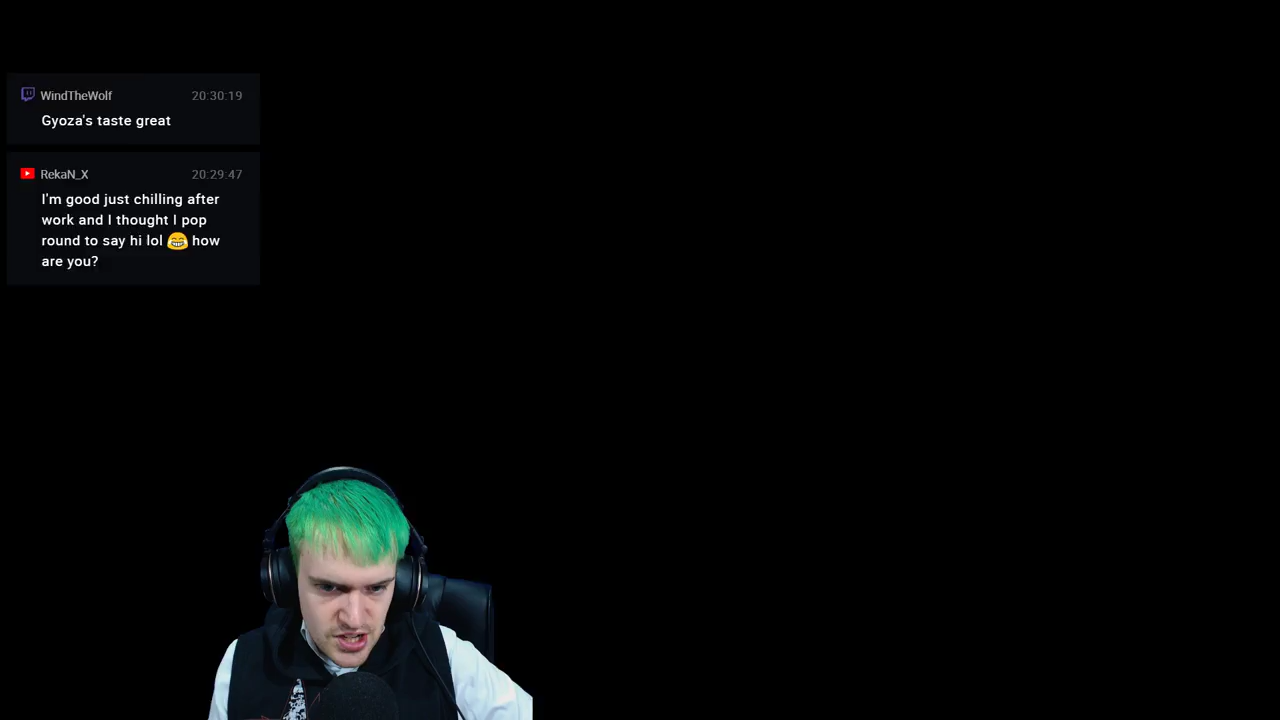 WindTheWolf 20:30:19
Gyoza's taste great
RekaN_X 20:29:47
I'm good just chilling after
work and I thought I pop
round to say hi lol 😂 how
are you?